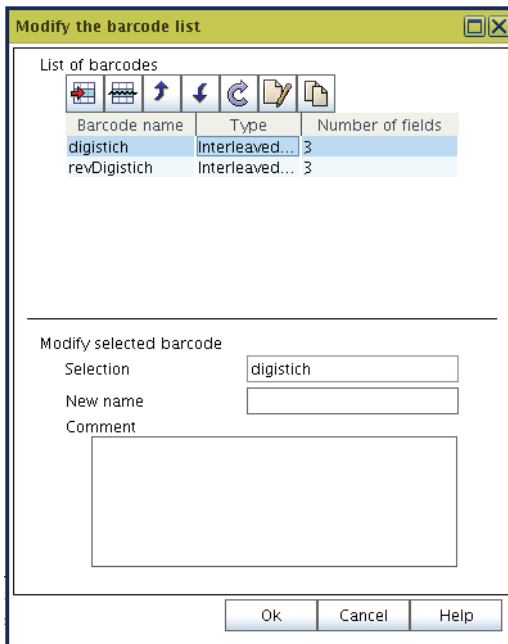 Modify the barcode list
List of barcodes
Barcode name Type Number of fields
digistich Interleaved... 3
revDigistich Interleaved... 3
Modify selected barcode
Selection digistich
New name
Comment
Ok Cancel Help